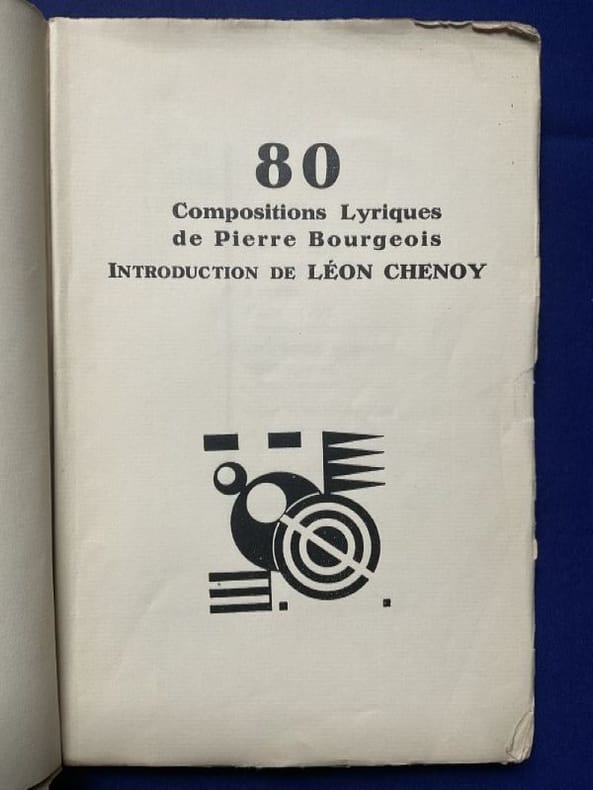 80
Compositions Lyriques
de Pierre Bourgeois
INTRODUCTION DE LÉON CHENOY